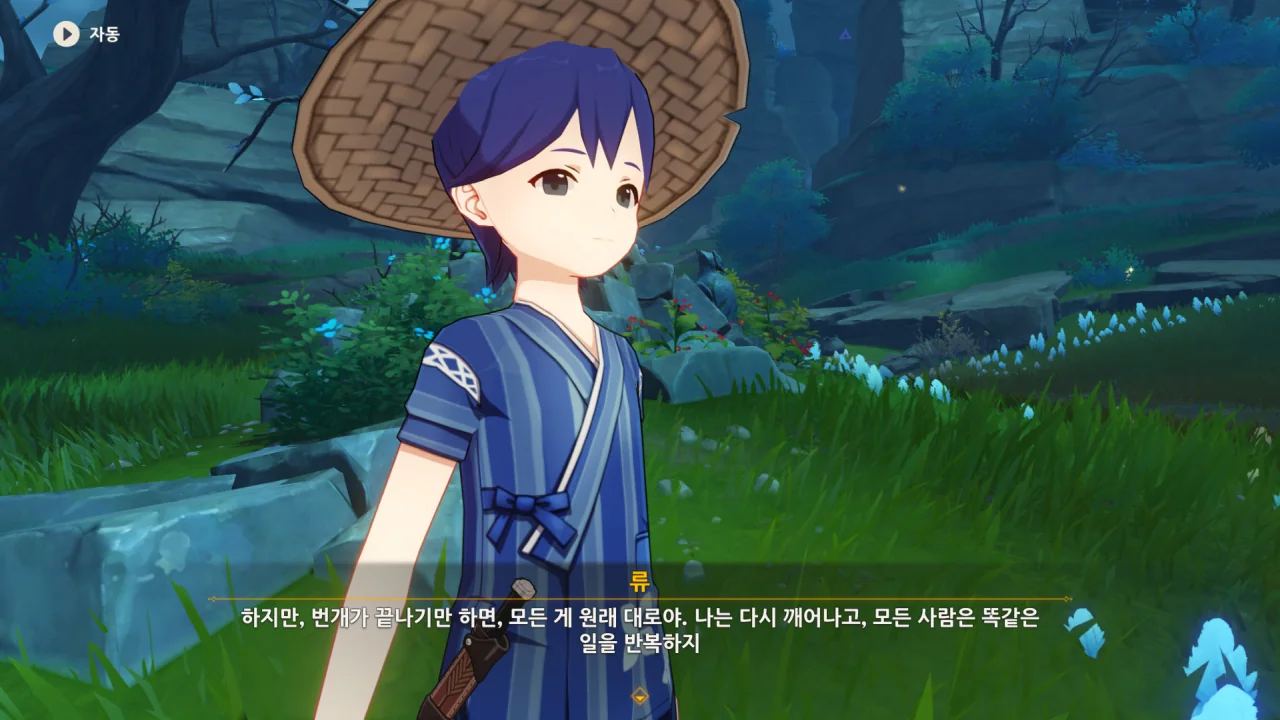 자동
류
하지만, 번개가 끝나기만 하면, 모든 게 원래 대로야. 나는 다시 깨어나고, 모든 사람은 똑같은
일을 반복하지